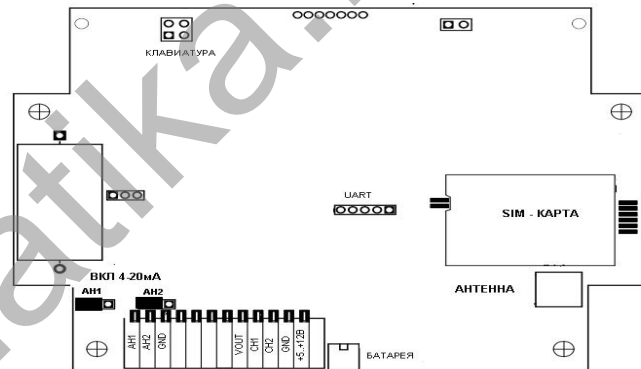 КЛАВИАТУРА
UART
SIM - КАРТА
ВКЛ 4-20мА
АН1
АН2
АНТЕННА
АН1
АН2
GND
VOUT
CH1
CH2
GND
+5..+12В
БАТАРЕЯ
atika.